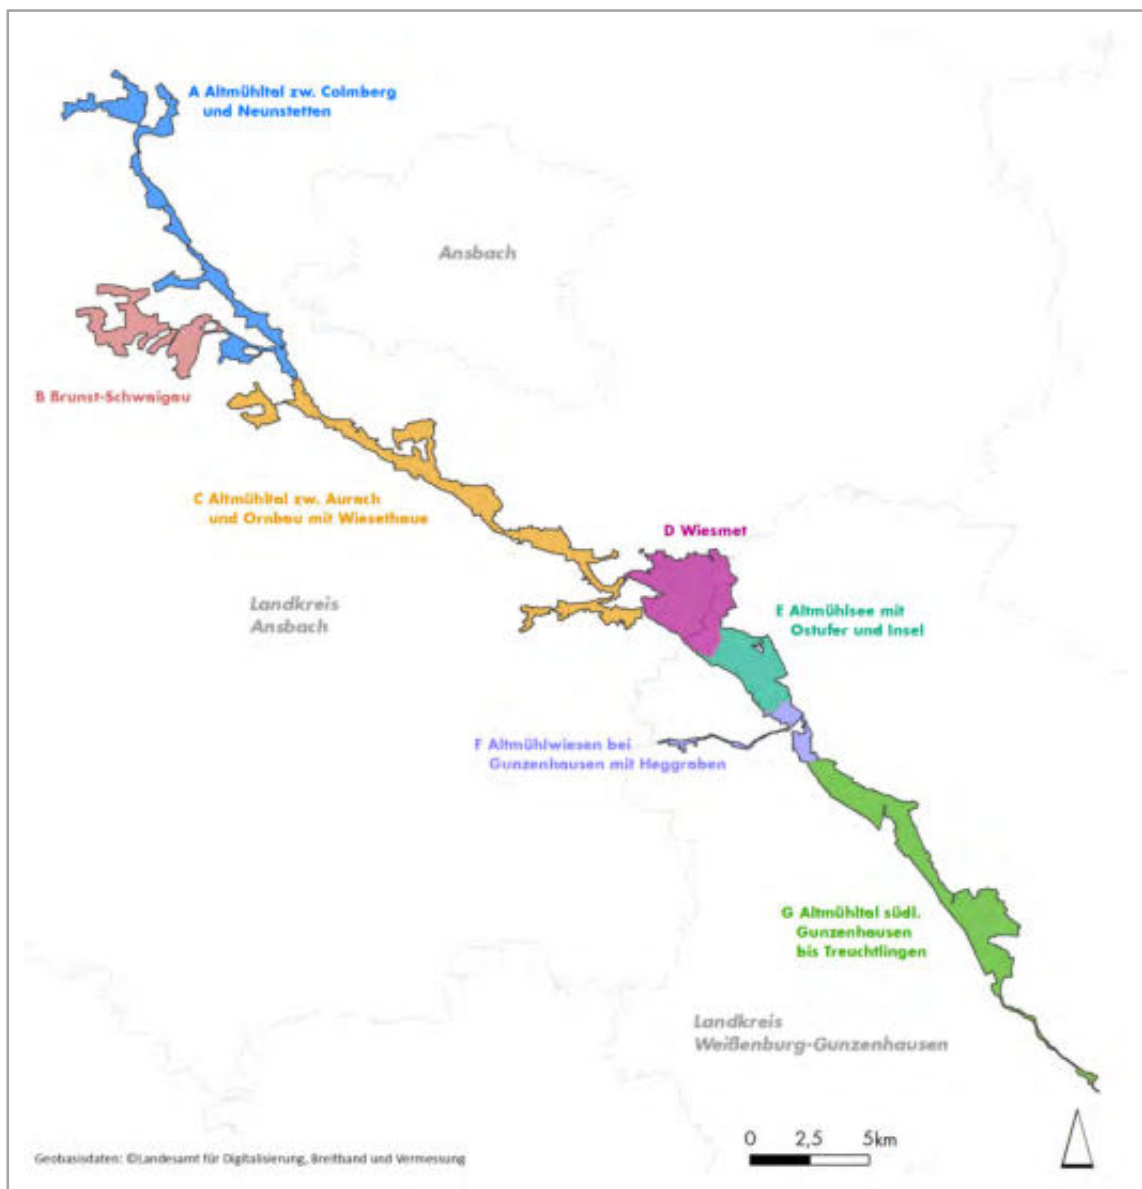 A Altmühltal zw. Colmberg
und Neunstetten
Ansbach
B Brunst-Schwaigau
C Altmühltal zw. Aurach
und Ornbau mit Wiesethaue
D Wiesmet
Landkreis
Ansbach
E Altmühlsee mit
Ostufer und Insel
F Altmühlwiesen bei
Gunzenhausen mit Heggraben
G Altmühltal südl.
Gunzenhausen
bis Treuchtlingen
Landkreis
Weißenburg-Gunzenhausen
0 2,5 5km
Geobasisdaten: ©Landesamt für Digitalisierung, Breitband und Vermessung